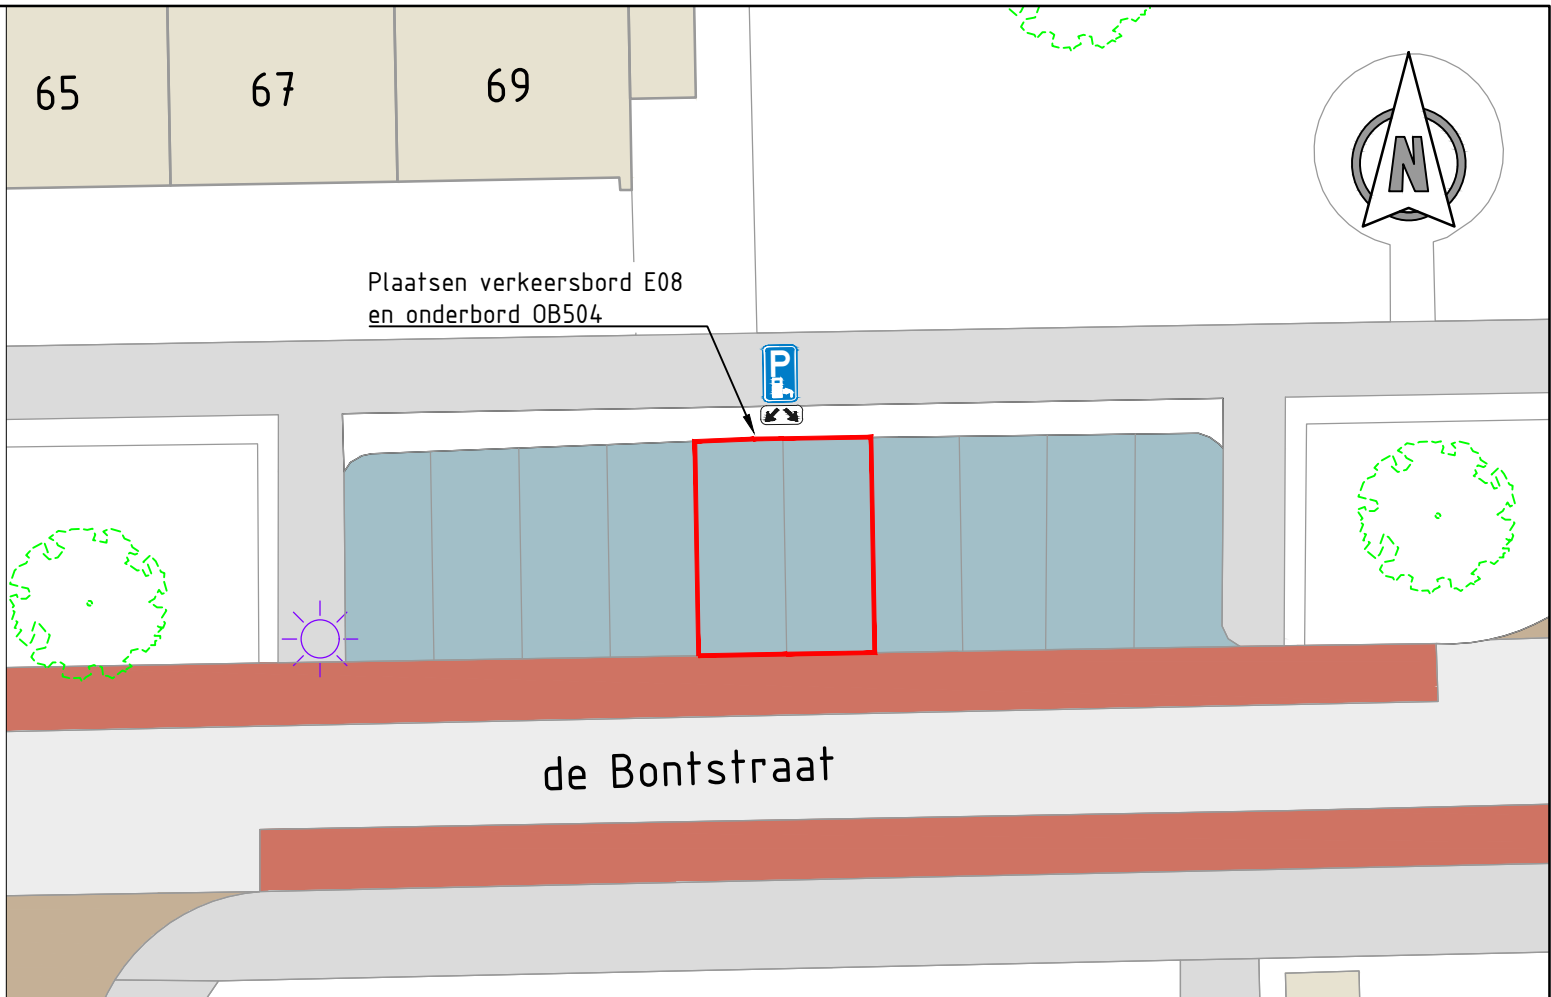 65
67
69
N
Plaatsen verkeersbord E08
en onderbord OB504
P
de Bontstraat